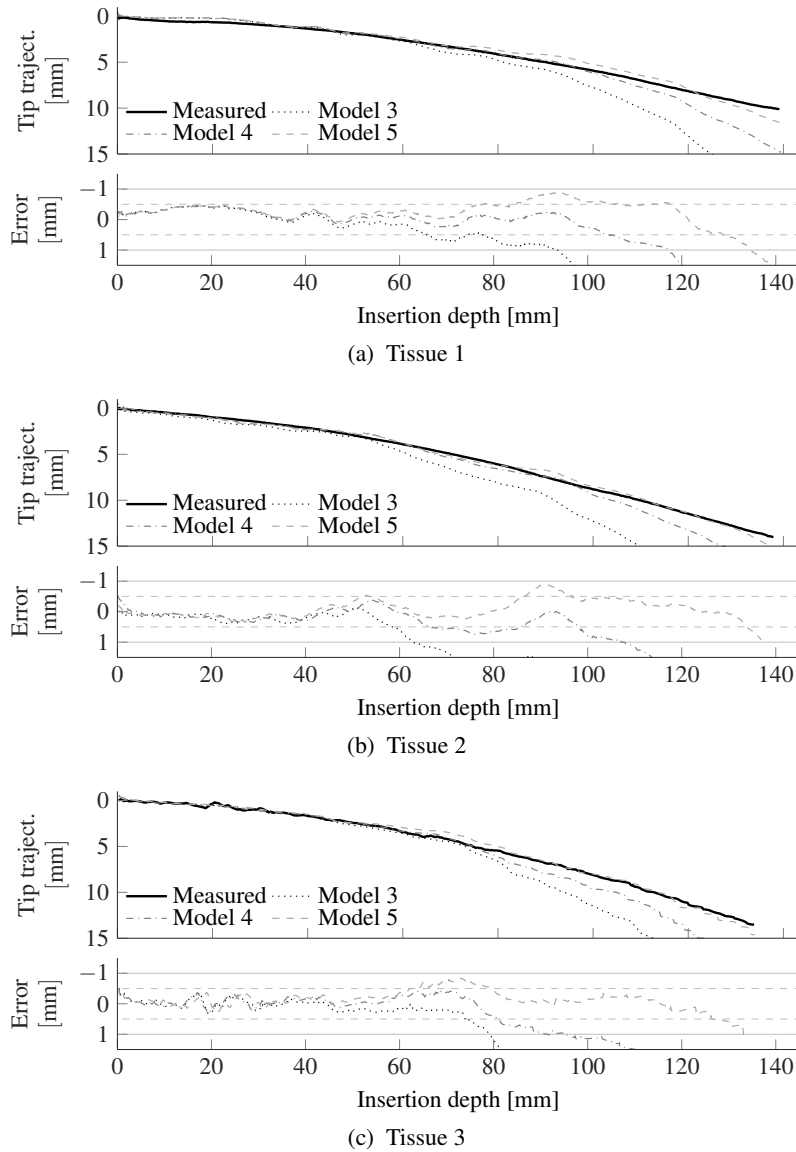 0
5
10
15
Tip traject.
[mm]
Measured
Model 3
Model 4
Model 5
−1
0
1
Error
[mm]
0 20 40 60 80 100 120 140
Insertion depth [mm]
(a) Tissue 1
0
5
10
15
Tip traject.
[mm]
Measured
Model 3
Model 4
Model 5
−1
0
1
Error
[mm]
0 20 40 60 80 100 120 140
Insertion depth [mm]
(b) Tissue 2
0
5
10
15
Tip traject.
[mm]
Measured
Model 3
Model 4
Model 5
−1
0
1
Error
[mm]
0 20 40 60 80 100 120 140
Insertion depth [mm]
(c) Tissue 3